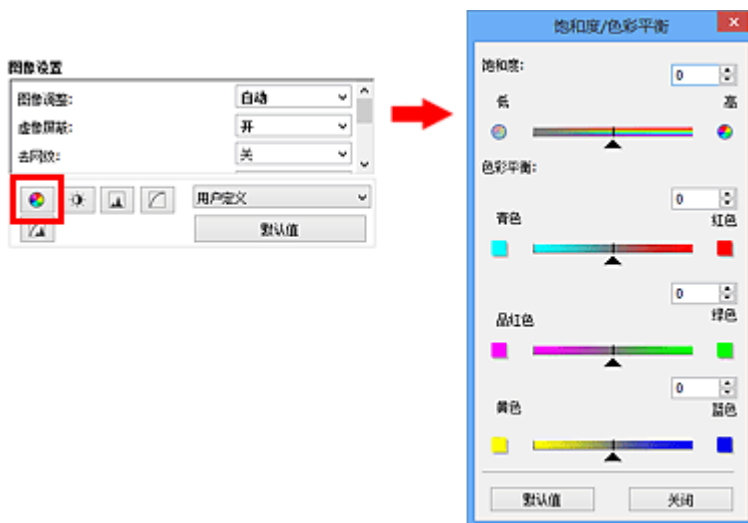 图像设置
图像调整: 自动
虚像屏蔽: 开
去网纹: 关
用户定义
默认值
饱和度/色彩平衡
饱和度: 0
低 高
色彩平衡:
0
青色 红色
0
品红色 绿色
0
黄色 蓝色
默认值 关闭